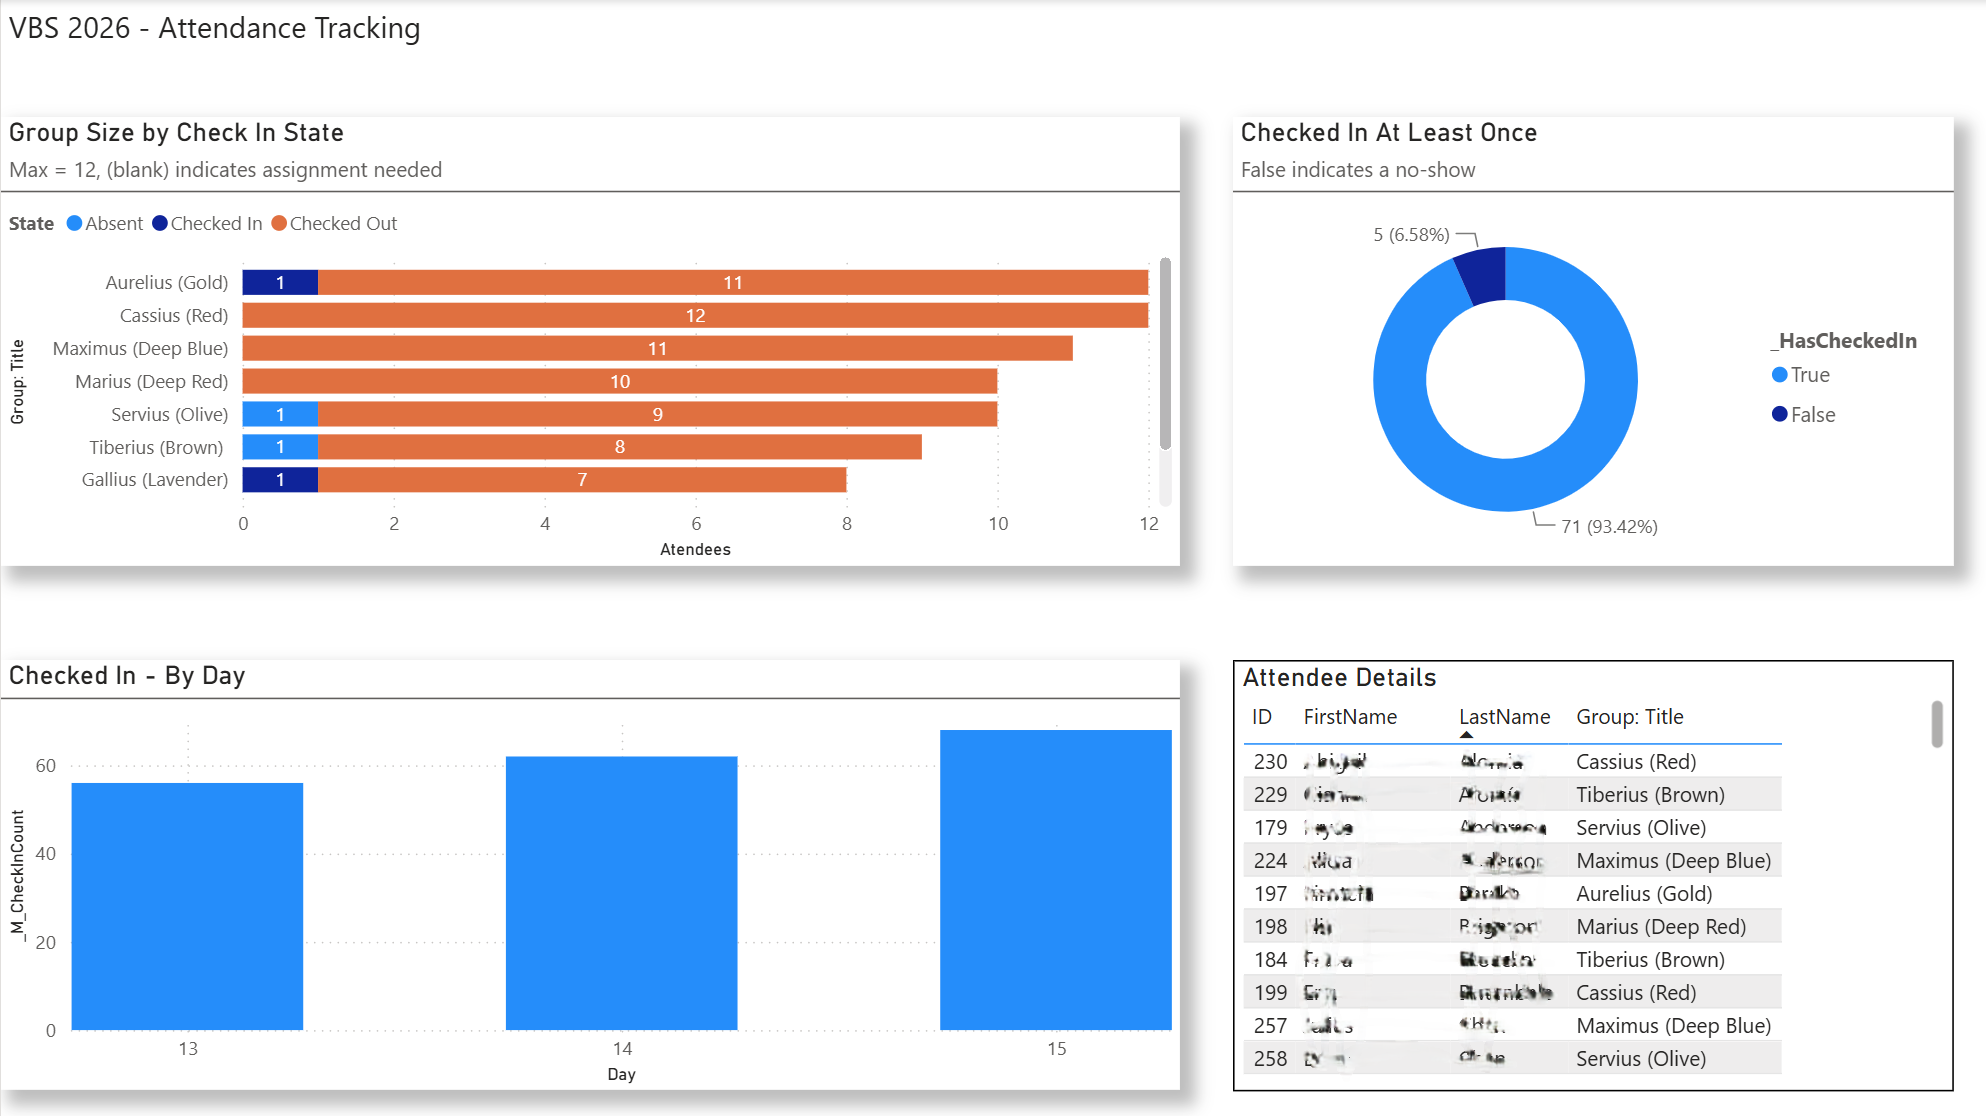 VBS 2026 - Attendance Tracking
Group Size by Check In State
Max = 12, (blank) indicates assignment needed
State Absent Checked In Checked Out
Group: Title
Aurelius (Gold) 1 11
Cassius (Red) 12
Maximus (Deep Blue) 11
Marius (Deep Red) 10
Servius (Olive) 1 9
Tiberius (Brown) 1 8
Gallius (Lavender) 1 7
0 2 4 6 8 10 12
Atendees
Checked In At Least Once
False indicates a no-show
5 (6.58%)
_HasCheckedIn
True
False
71 (93.42%)
Checked In - By Day
_M_CheckInCount
60
40
20
0
13 14 15
Day
Attendee Details
ID FirstName LastName Group: Title
230 Cassius (Red)
229 Tiberius (Brown)
179 Servius (Olive)
224 Maximus (Deep Blue)
197 Aurelius (Gold)
198 Marius (Deep Red)
184 Tiberius (Brown)
199 Cassius (Red)
257 Maximus (Deep Blue)
258 Servius (Olive)